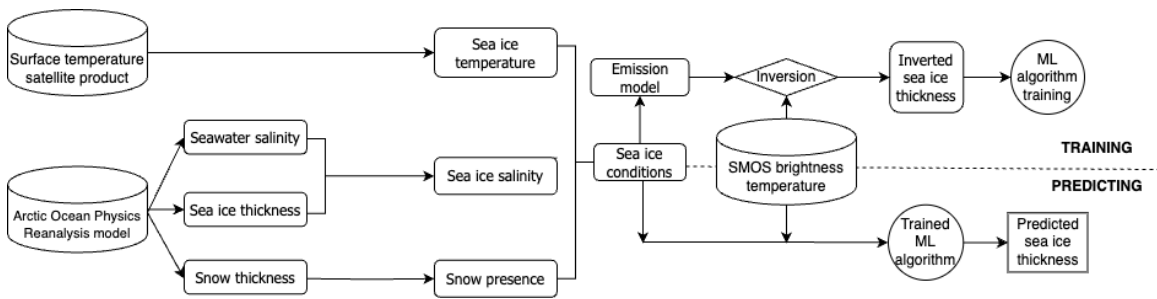 Surface temperature
satellite product
Sea ice
temperature
Arctic Ocean Physics
Reanalysis model
Seawater salinity
Sea ice thickness
Snow thickness
Sea ice salinity
Snow presence
Sea ice
conditions
Emission
model
Inversion
Inverted
sea ice
thickness
ML
algorithm
training
SMOS brightness
temperature
TRAINING
PREDICTING
Trained
ML
algorithm
Predicted
sea ice
thickness